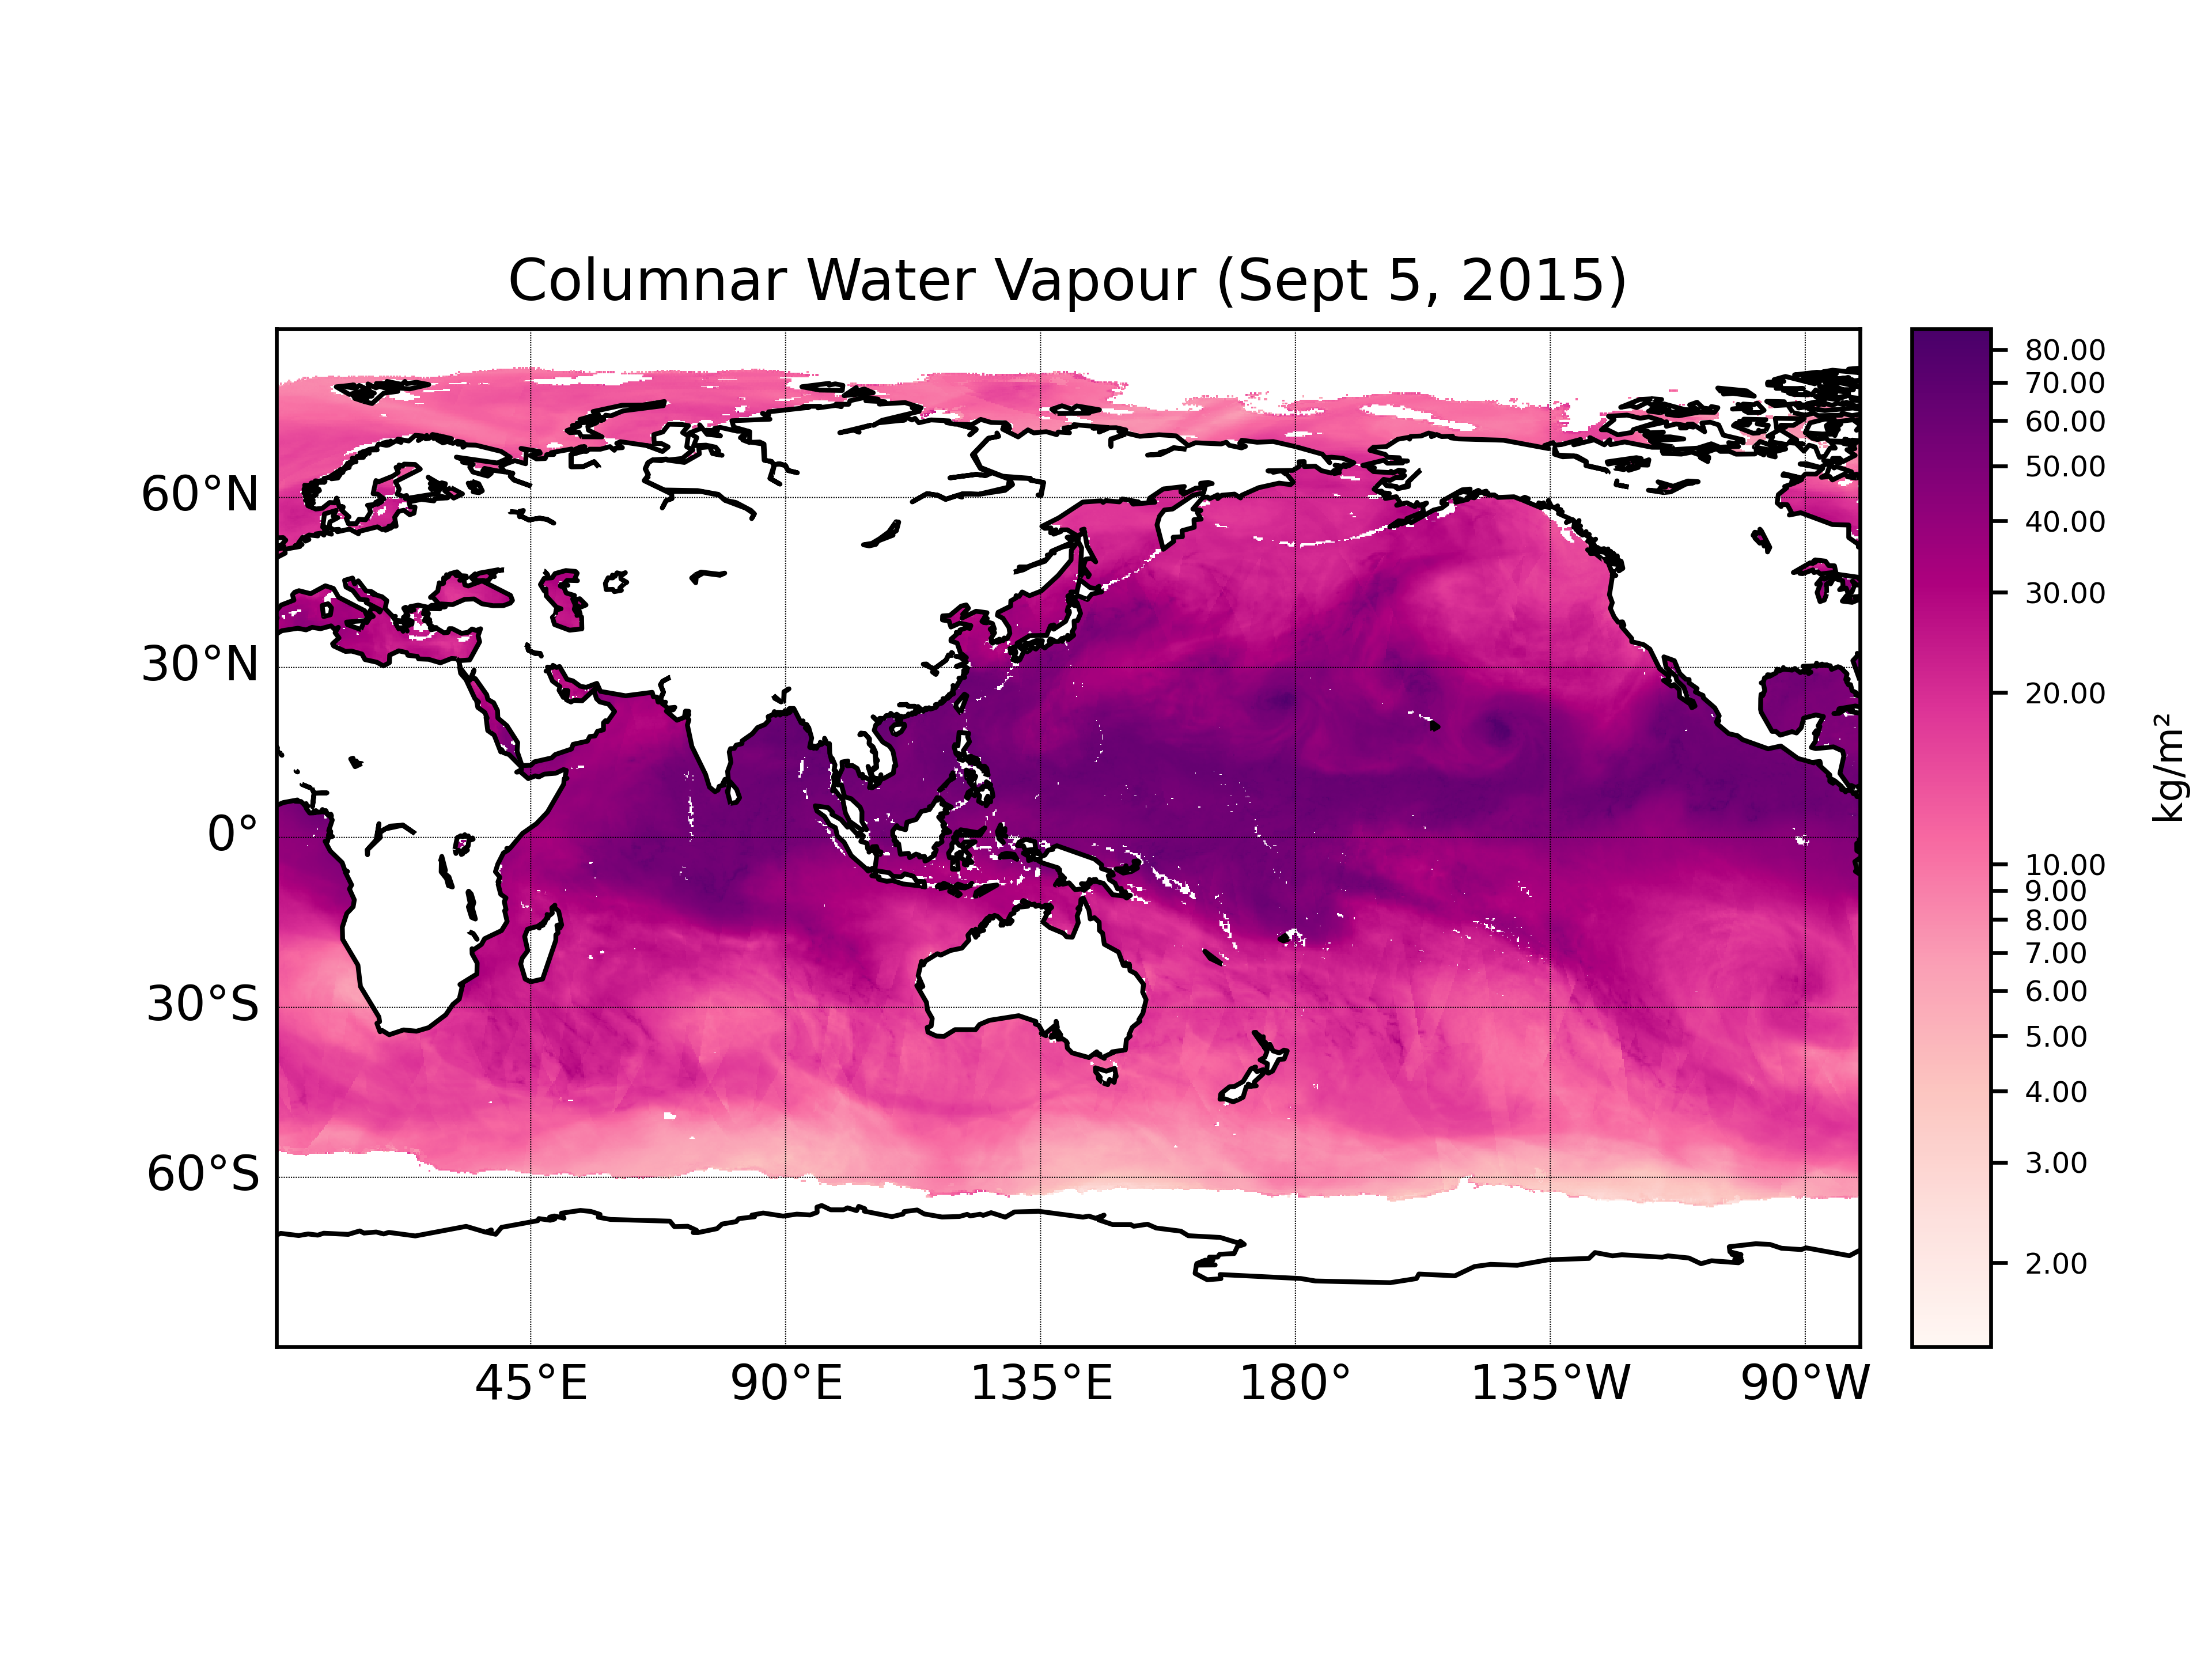 Columnar Water Vapour (Sept 5, 2015)
60°N
30°N
0°
30°S
60°S
45°E
90°E
135°E
180°
135°W
90°W
80.00
70.00
60.00
50.00
40.00
30.00
20.00
10.00
9.00
8.00
7.00
6.00
5.00
4.00
3.00
2.00
kg/m²